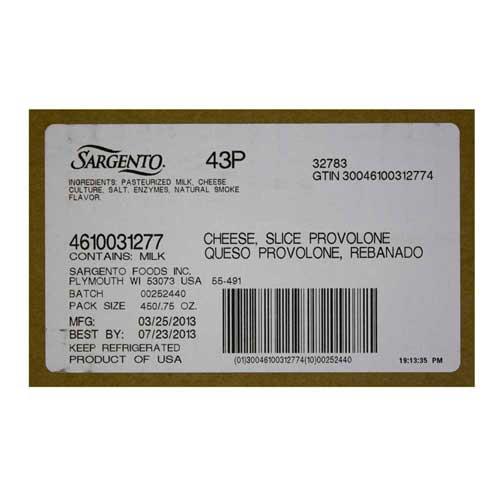 SARGENTO. 43P 32783
GTIN 30046100312774
INGREDIENTS: PASTEURIZED MILK, CHEESE
CULTURE, SALT, ENZYMES, NATURAL SMOKE
FLAVOR.
4610031277 CHEESE, SLICE PROVOLONE
CONTAINS: MILK QUESO PROVOLONE, REBANADO
SARGENTO FOODS INC.
PLYMOUTH WI 53073 USA 55-491
BATCH 00252440
PACK SIZE 450/.75 OZ.
MFG: 03/25/2013
BEST BY: 07/23/2013
KEEP REFRIGERATED
PRODUCT OF USA
(01)30046100312774(10)00252440 19:13:35 PM